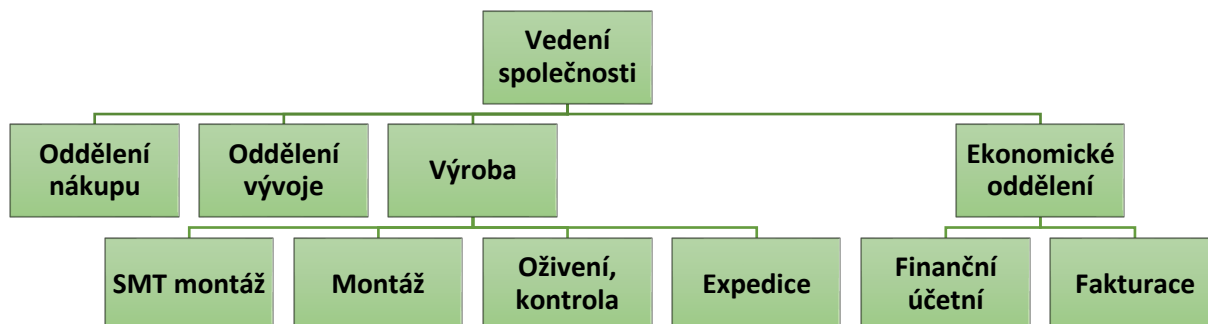 Vedení
společnosti
Oddělení
nákupu
Oddělení
vývoje
Výroba
Ekonomické
oddělení
SMT montáž
Montáž
Oživení,
kontrola
Expedice
Finanční
účetní
Fakturace